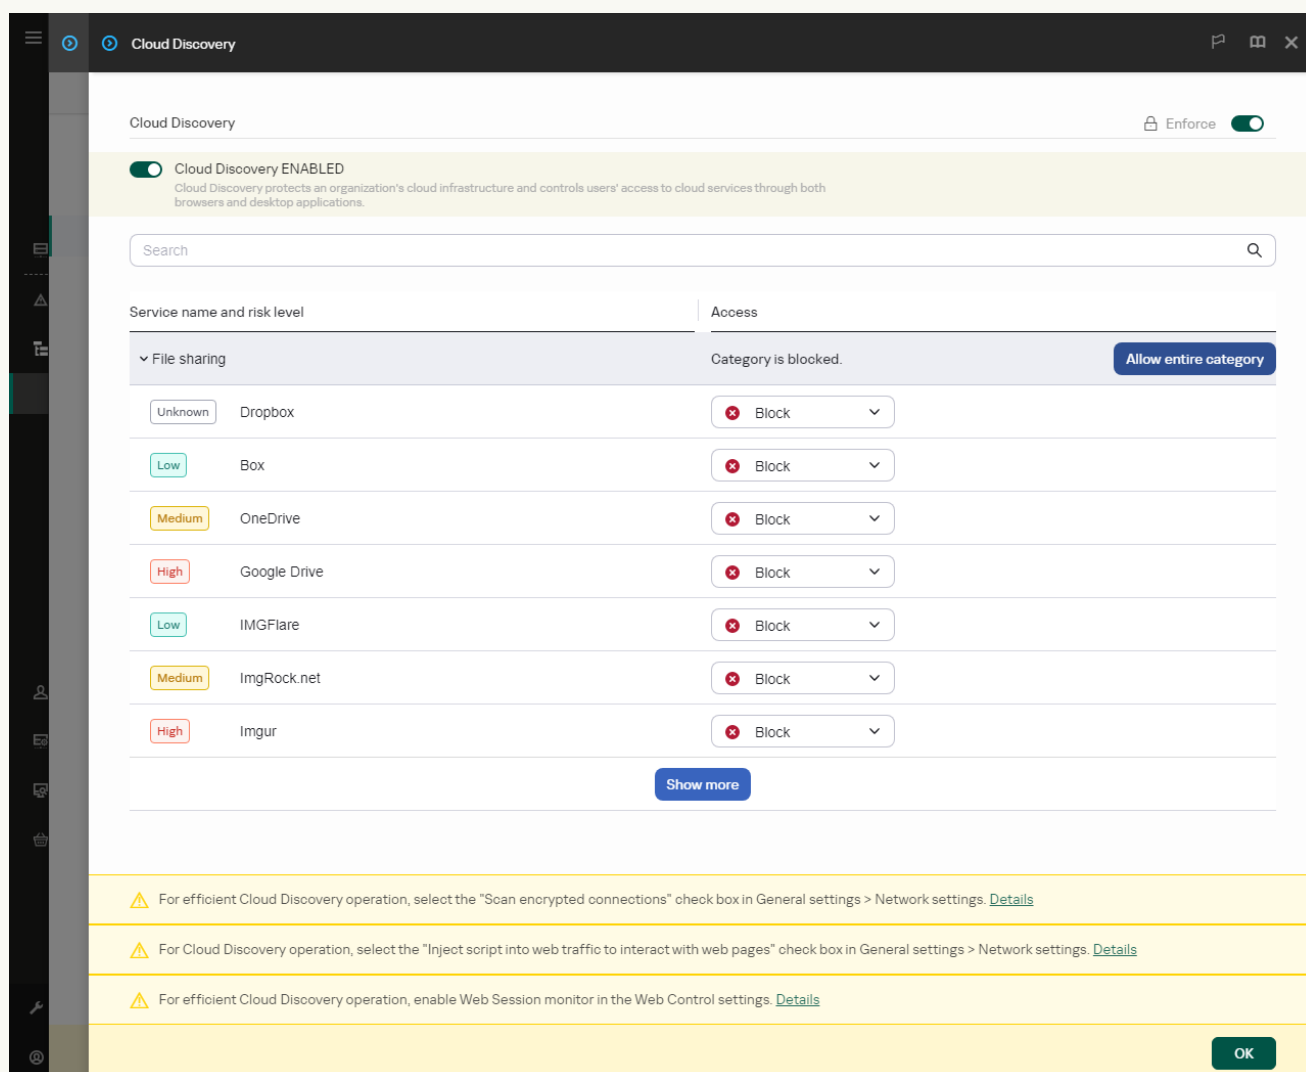 Cloud Discovery
Cloud Discovery
Enforce
Cloud Discovery ENABLED
Cloud Discovery protects an organization's cloud infrastructure and controls users' access to cloud services through both
browsers and desktop applications.
Search
Service name and risk level Access
File sharing Category is blocked. Allow entire category
Unknown Dropbox Block
Low Box Block
Medium OneDrive Block
High Google Drive Block
Low IMGFlare Block
Medium ImgRock.net Block
High Imgur Block
Show more
For efficient Cloud Discovery operation, select the "Scan encrypted connections" check box in General settings > Network settings. Details
For Cloud Discovery operation, select the "Inject script into web traffic to interact with web pages" check box in General settings > Network settings. Details
For efficient Cloud Discovery operation, enable Web Session monitor in the Web Control settings. Details
OK